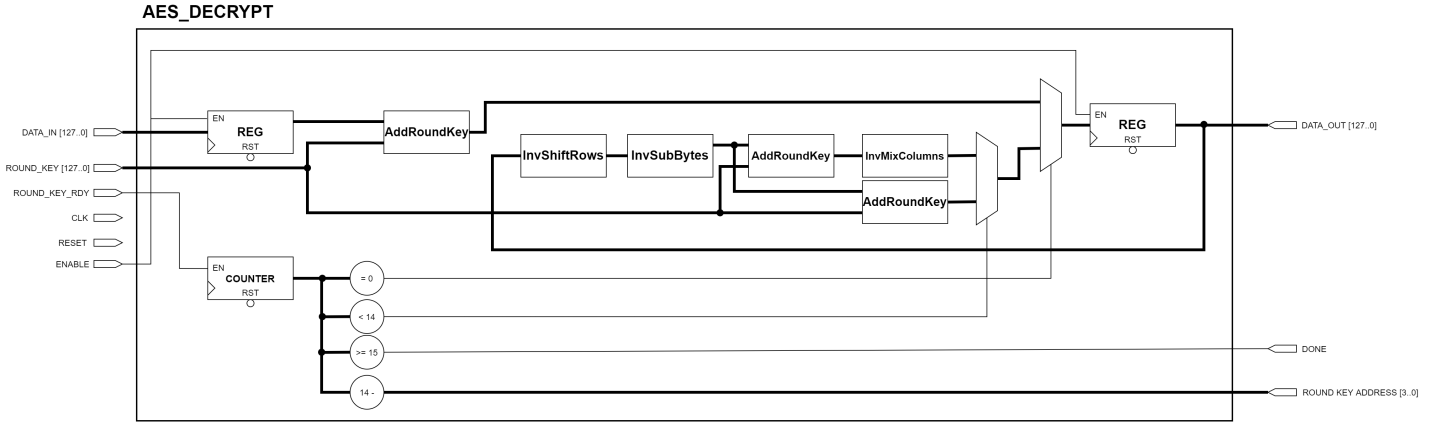 AES_DECRYPT
DATA_IN [127..0]
ROUND_KEY [127..0]
ROUND_KEY_RDY
CLK
RESET
ENABLE
EN
REG
RST
AddRoundKey
InvShiftRows
InvSubBytes
AddRoundKey
InvMixColumns
AddRoundKey
EN
REG
RST
DATA_OUT [127..0]
EN
COUNTER
RST
= 0
< 14
>= 15
14 -
DONE
ROUND KEY ADDRESS [3..0]